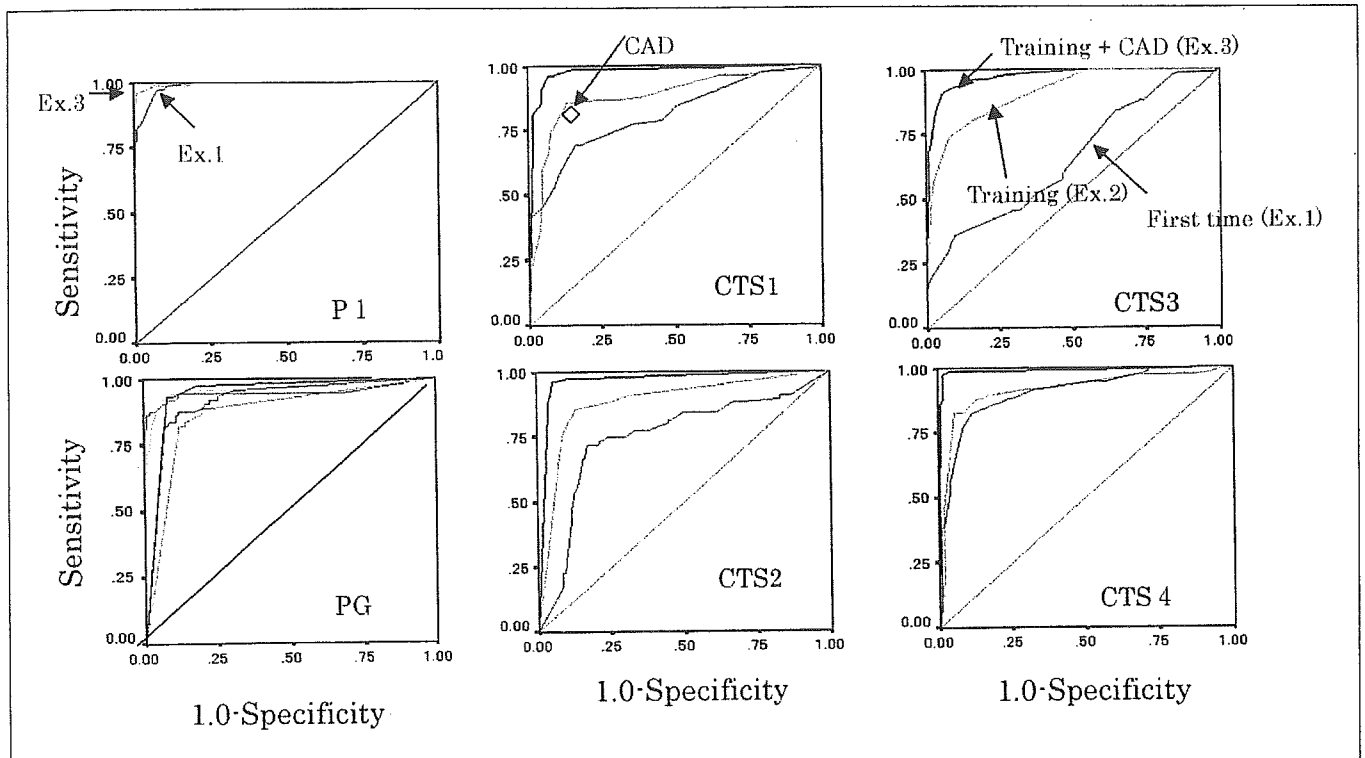 CAD
Training + CAD (Ex.3)
Ex.3
Ex.1
Training (Ex.2)
First time (Ex.1)
Sensitivity
1.00
.75
.50
.25
0.00
0.00 .25 .50 .75 1.0
P 1
1.00
.75
.50
.25
0.00
0.00 .25 .50 .75 1.00
CTS1
1.00
.75
.50
.25
0.00
0.00 .25 .50 .75 1.00
CTS3
Sensitivity
1.00
.75
.50
.25
0.00
0.00 .25 .50 .75 1.00
PG
1.00
.75
.50
.25
0.00
0.00 .25 .50 .75 1.00
CTS2
1.00
.75
.50
.25
0.00
0.00 .25 .50 .75 1.00
CTS 4
1.0-Specificity
1.0-Specificity
1.0-Specificity